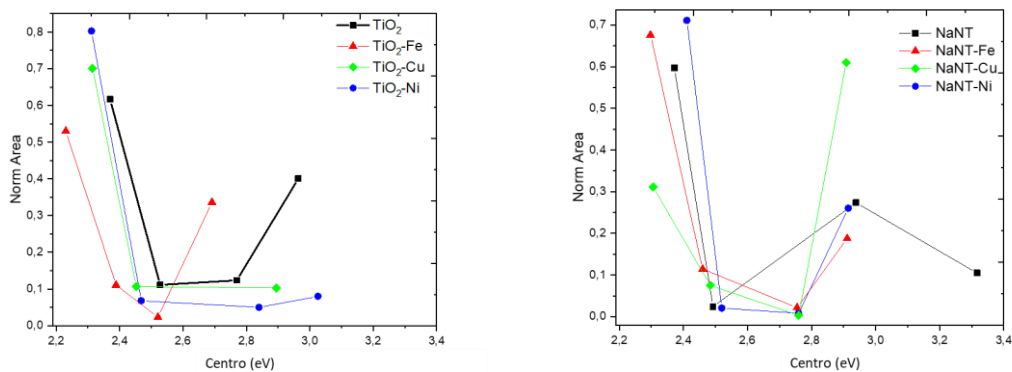 TiO2
TiO2-Fe
TiO2-Cu
TiO2-Ni
0,8
0,7
0,6
0,5
0,4
0,3
0,2
0,1
0,0
Norm Area
2,2 2,4 2,6 2,8 3,0 3,2 3,4
Centro (eV)
NaNT
NaNT-Fe
NaNT-Cu
NaNT-Ni
0,7
0,6
0,5
0,4
0,3
0,2
0,1
0,0
Norm Area
2,2 2,4 2,6 2,8 3,0 3,2 3,4
Centro (eV)